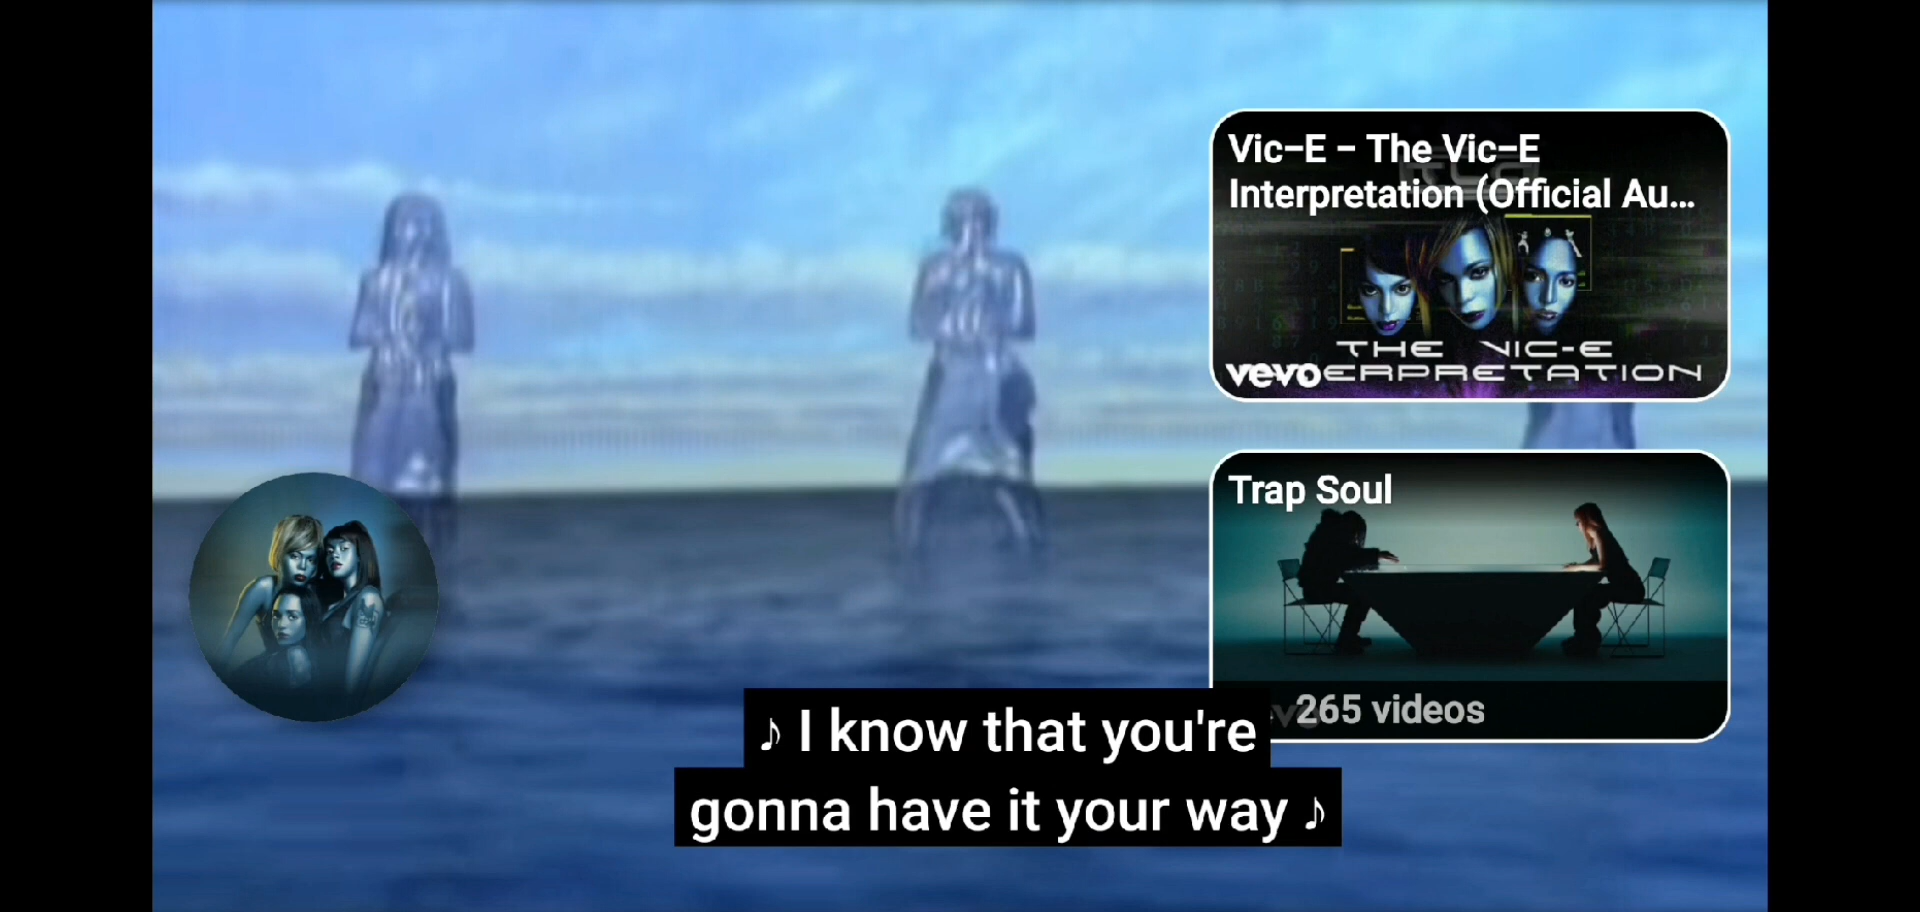 Vic-E - The Vic-E
Interpretation (Official Au...
THE VIC-E
vevo ERPRETATION
Trap Soul
265 videos
♪ I know that you're
gonna have it your way ♪